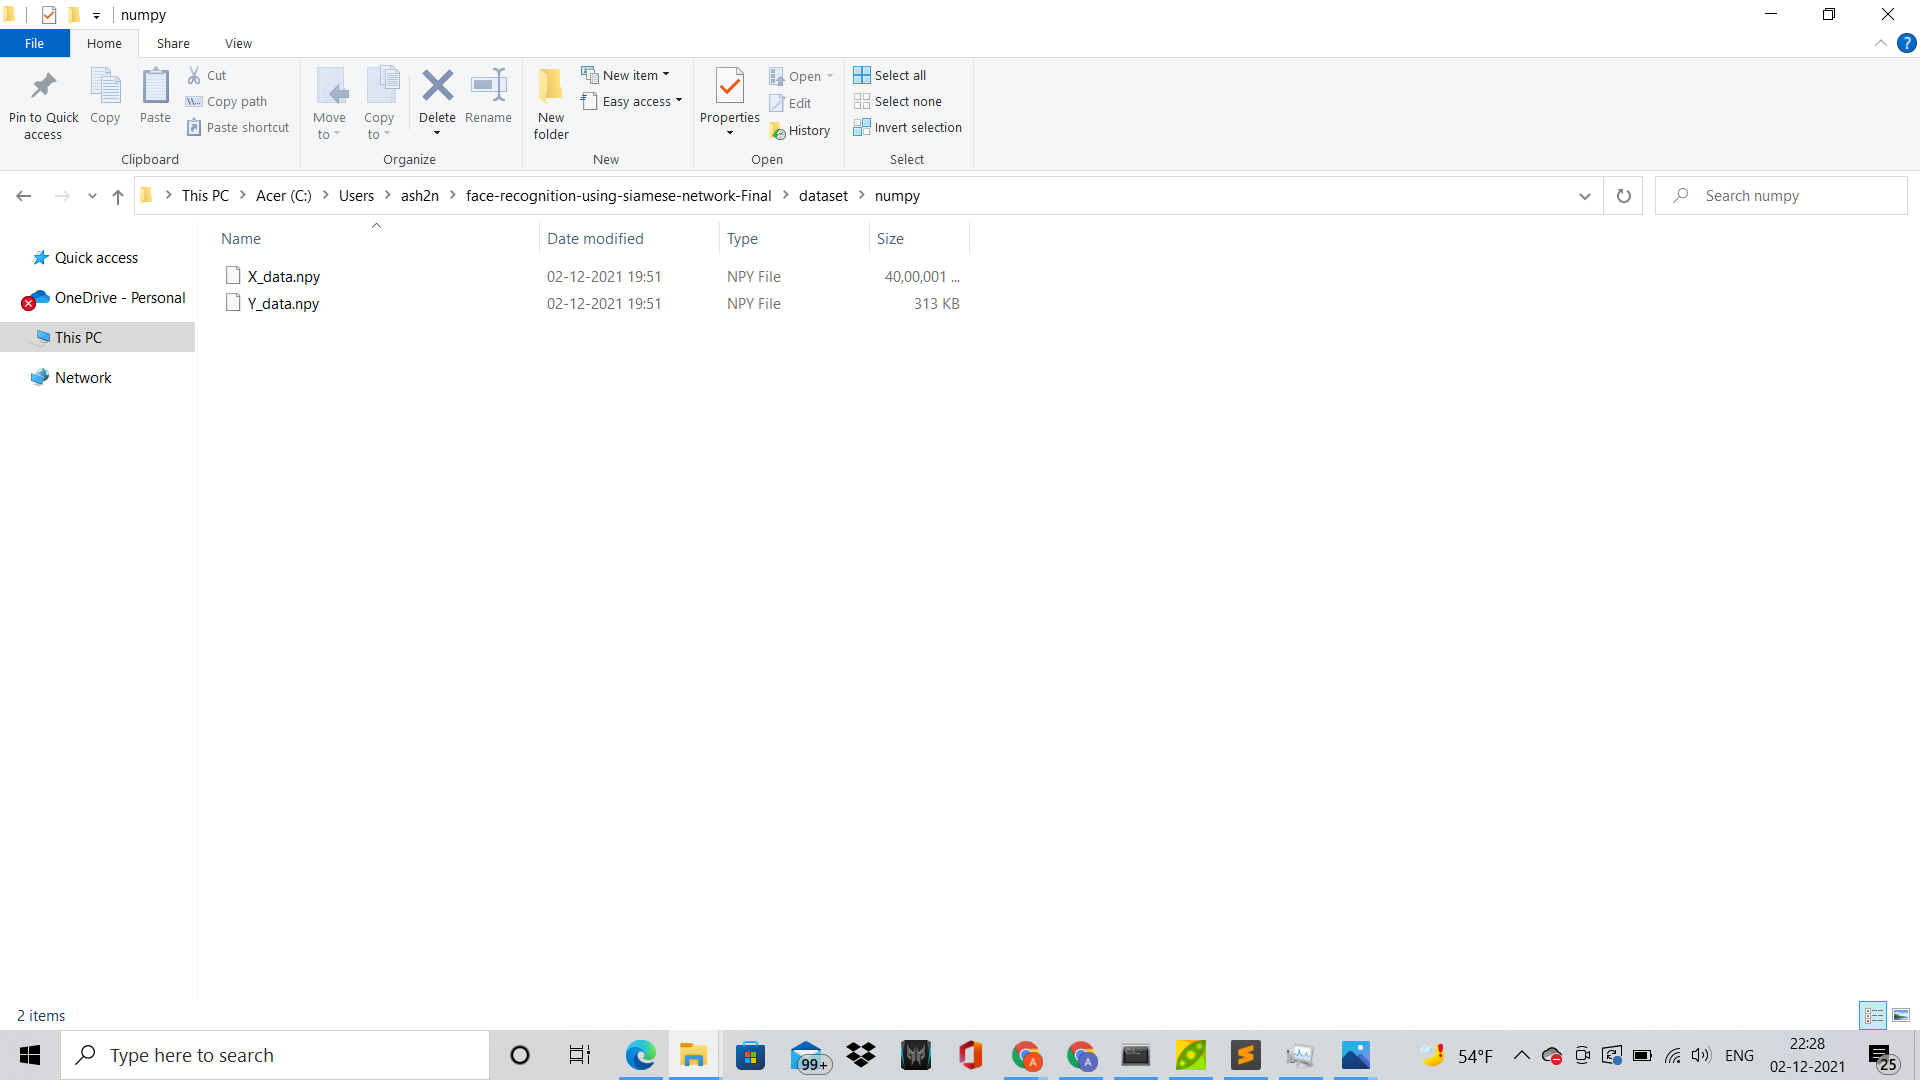 numpy
File Home Share View
Pin to Quick access
Copy
Paste
Cut
Copy path
Paste shortcut
Clipboard
Move to
Copy to
Delete
Rename
Organize
New folder
New item
Easy access
New
Properties
Open
Edit
History
Open
Select all
Select none
Invert selection
Select
This PC Acer (C:) Users ash2n face-recognition-using-siamese-network-Final dataset numpy
Search numpy
Name Date modified Type Size
X_data.npy 02-12-2021 19:51 NPY File 40,00,001 ...
Y_data.npy 02-12-2021 19:51 NPY File 313 KB
Quick access
OneDrive - Personal
This PC
Network
2 items
Type here to search
99+
A
A
54°F
ENG
22:28
02-12-2021
25